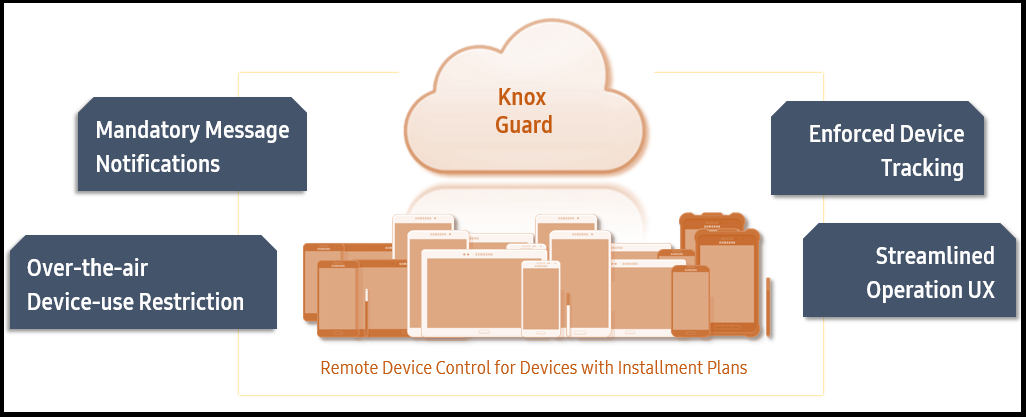 Knox
Guard
Mandatory Message
Notifications
Enforced Device
Tracking
Over-the-air
Device-use Restriction
Streamlined
Operation UX
Remote Device Control for Devices with Installment Plans